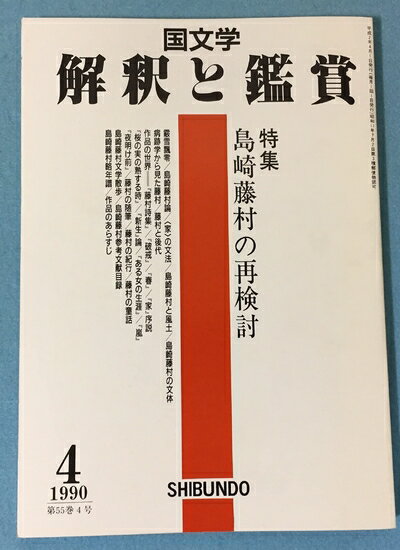 国文学
解釈と鑑賞
特集
島崎藤村の再検討
厳雪飄零/島崎藤村論/〈家〉の文法/島崎藤村と風土/島崎藤村の文体
病跡学から見た藤村/藤村と後代
作品の世界――『藤村詩集』/『破戒』/『春』/『家』序説
『桜の実の熟する時』/『新生』論/『ある女の生涯』/『嵐』
『夜明け前』/藤村の随筆/藤村の紀行/藤村の童話
島崎藤村文学散歩/島崎藤村参考文献目録
島崎藤村略年譜/作品のあらすじ
4
1990
第55巻 4号
SHIBUNDO